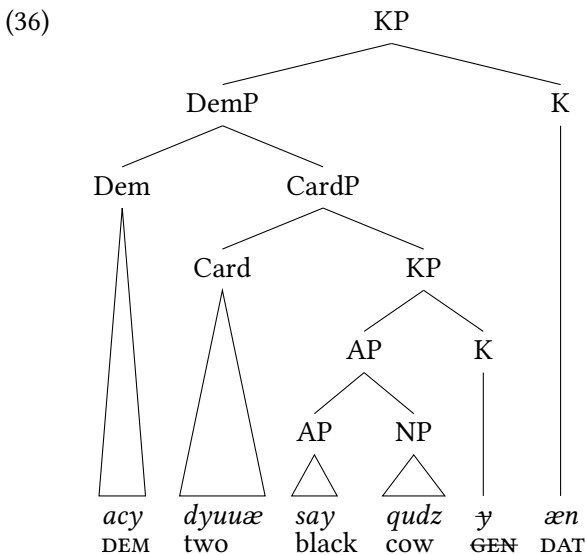 (36) KP
DemP K
Dem CardP
Card KP
AP K
AP NP
acy dyuuæ say qudz y æn
DEM two black cow GEN DAT